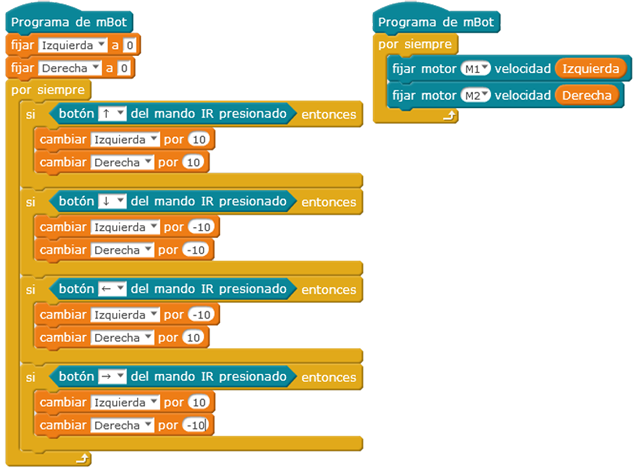 Programa de mBot
fijar Izquierda a 0
fijar Derecha a 0
por siempre
si botón ↑ del mando IR presionado entonces
cambiar Izquierda por 10
cambiar Derecha por 10
si botón ↓ del mando IR presionado entonces
cambiar Izquierda por -10
cambiar Derecha por -10
si botón ← del mando IR presionado entonces
cambiar Izquierda por -10
cambiar Derecha por 10
si botón → del mando IR presionado entonces
cambiar Izquierda por 10
cambiar Derecha por -10
Programa de mBot
por siempre
fijar motor M1 velocidad Izquierda
fijar motor M2 velocidad Derecha